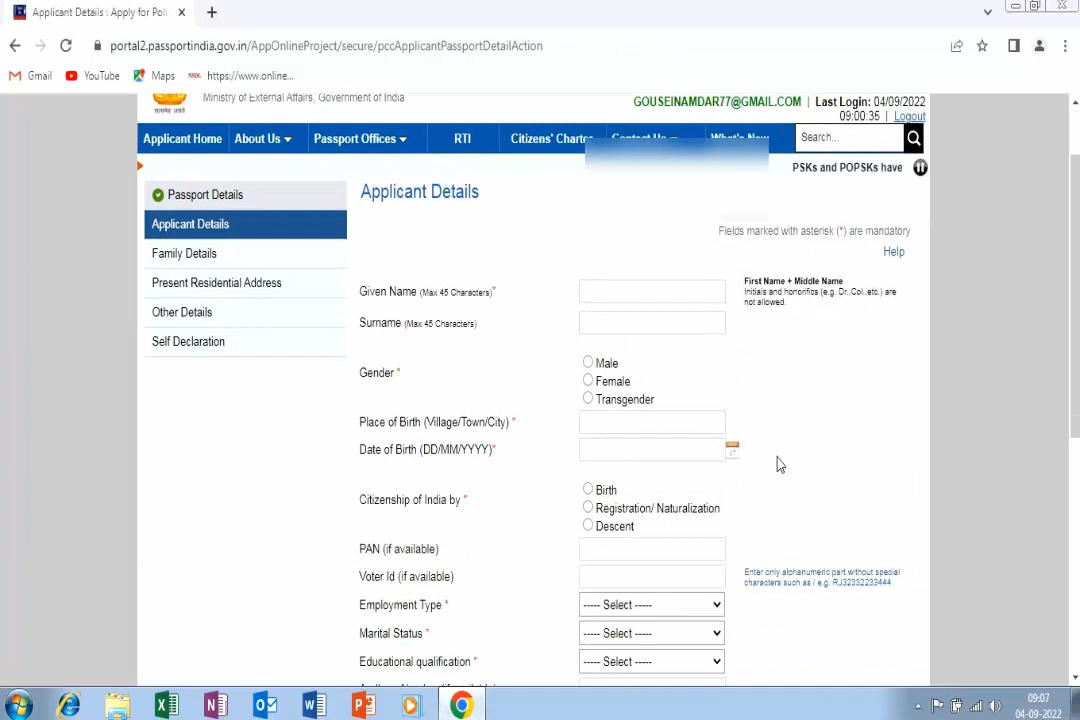 Applicant Details : Apply for Poli
portal2.passportindia.gov.in/AppOnlineProject/secure/pccApplicantPassportDetailAction
Gmail YouTube Maps NSDL https://www.online...
Ministry of External Affairs, Government of India
GOUSEINAMDAR77@GMAIL.COM | Last Login: 04/09/2022
09:00:35 | Logout
Applicant Home About Us Passport Offices RTI Citizens' Charter Contact Us What's New Search...
PSKs and POPSKs have
Passport Details
Applicant Details
Family Details
Present Residential Address
Other Details
Self Declaration
Applicant Details
Fields marked with asterisk (*) are mandatory
Help
Given Name (Max 45 Characters)*
First Name + Middle Name
Initials and honorifics (e.g. Dr.,Col.,etc.) are
not allowed.
Surname (Max 45 Characters)
Gender *
Male
Female
Transgender
Place of Birth (Village/Town/City) *
Date of Birth (DD/MM/YYYY)*
Citizenship of India by *
Birth
Registration/ Naturalization
Descent
PAN (if available)
Voter Id (if available)
Enter only alphanumeric part without special
characters such as / e.g. RJ32332233444
Employment Type * ----- Select -----
Marital Status * ----- Select -----
Educational qualification * ----- Select -----
09:07
04-09-2022